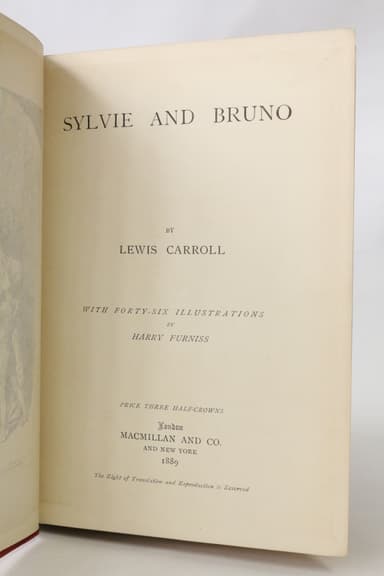 SYLVIE AND BRUNO
BY
LEWIS CARROLL
WITH FORTY-SIX ILLUSTRATIONS
BY
HARRY FURNISS
PRICE THREE HALF-CROWNS
London
MACMILLAN AND CO.
AND NEW YORK
1889
The Right of Translation and Reproduction is Reserved